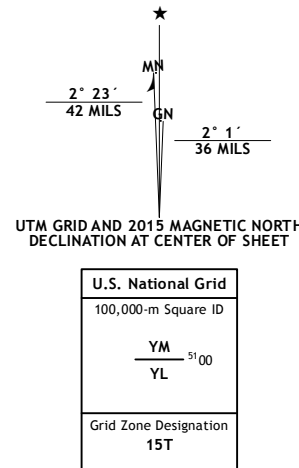 MN
GN
2° 23´
42 MILS
2° 1´
36 MILS
UTM GRID AND 2015 MAGNETIC NORTH
DECLINATION AT CENTER OF SHEET
U.S. National Grid
100,000-m Square ID
YM
5100
YL
Grid Zone Designation
15T